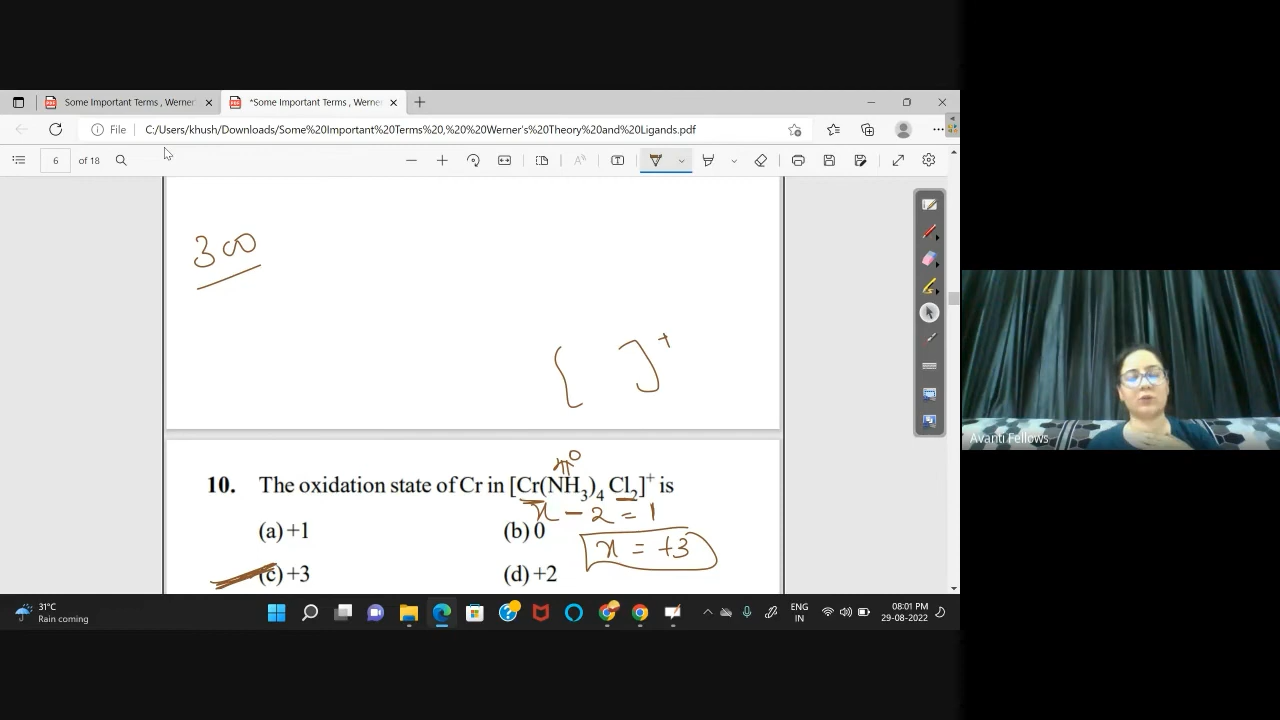 Some Important Terms , Werner
*Some Important Terms , Werner
File C:/Users/khush/Downloads/Some%20Important%20Terms%20,%20%20Werner's%20Theory%20and%20Ligands.pdf
6 of 18
300
[ ]+
10. The oxidation state of Cr in [Cr(NH3)4 Cl2]+ is
x - 2 = 1
(a) +1 (b) 0
x = +3
(c) +3 (d) +2
Avanti Fellows
31°C
Rain coming
ENG
IN
08:01 PM
29-08-2022